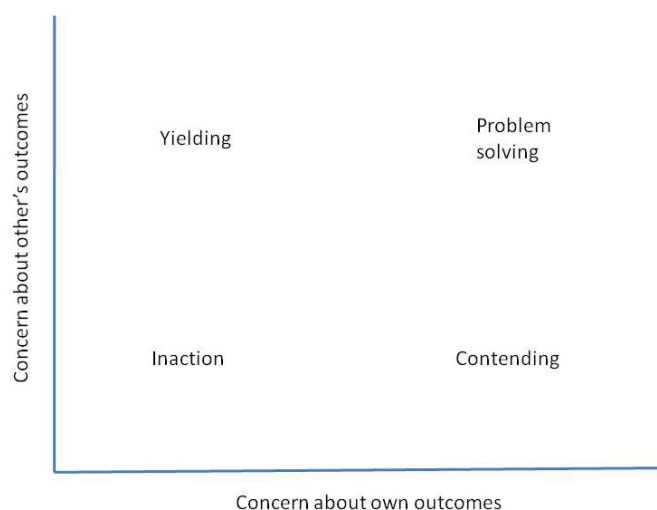 Concern about other's outcomes
Yielding
Problem
solving
Inaction
Contending
Concern about own outcomes